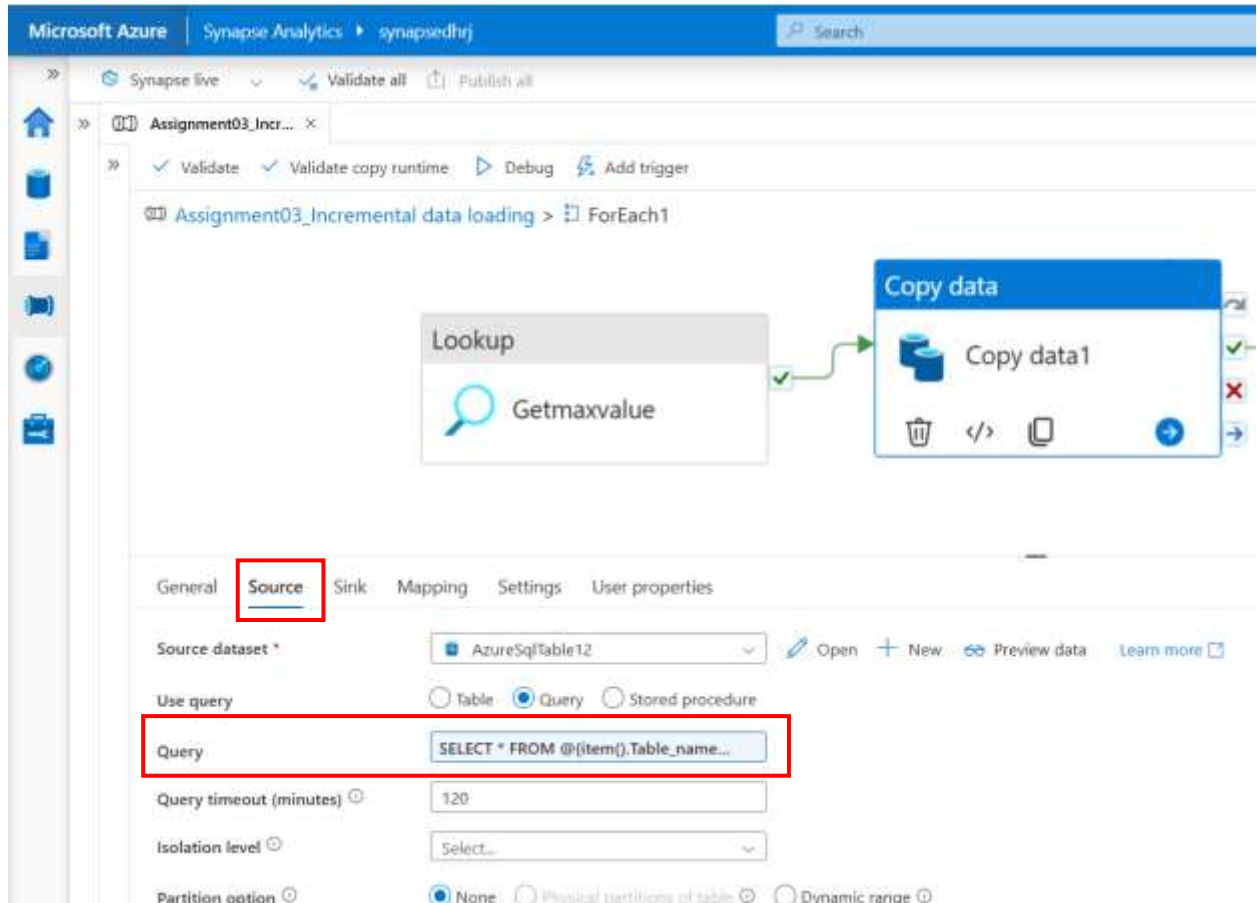 Microsoft Azure Synapse Analytics synapsedhrj Search
Synapse live Validate all Publish all
Assignment03_Incr... ×
Validate Validate copy runtime Debug Add trigger
Assignment03_Incremental data loading > ForEach1
Copy data
Lookup
Copy data1
Getmaxvalue
General Source Sink Mapping Settings User properties
Source dataset * AzureSqlTable12 Open New Preview data Learn more
Use query Table Query Stored procedure
Query SELECT * FROM @{item().Table_name...
Query timeout (minutes) 120
Isolation level Select...
Partition option None Physical partitions of table Dynamic range